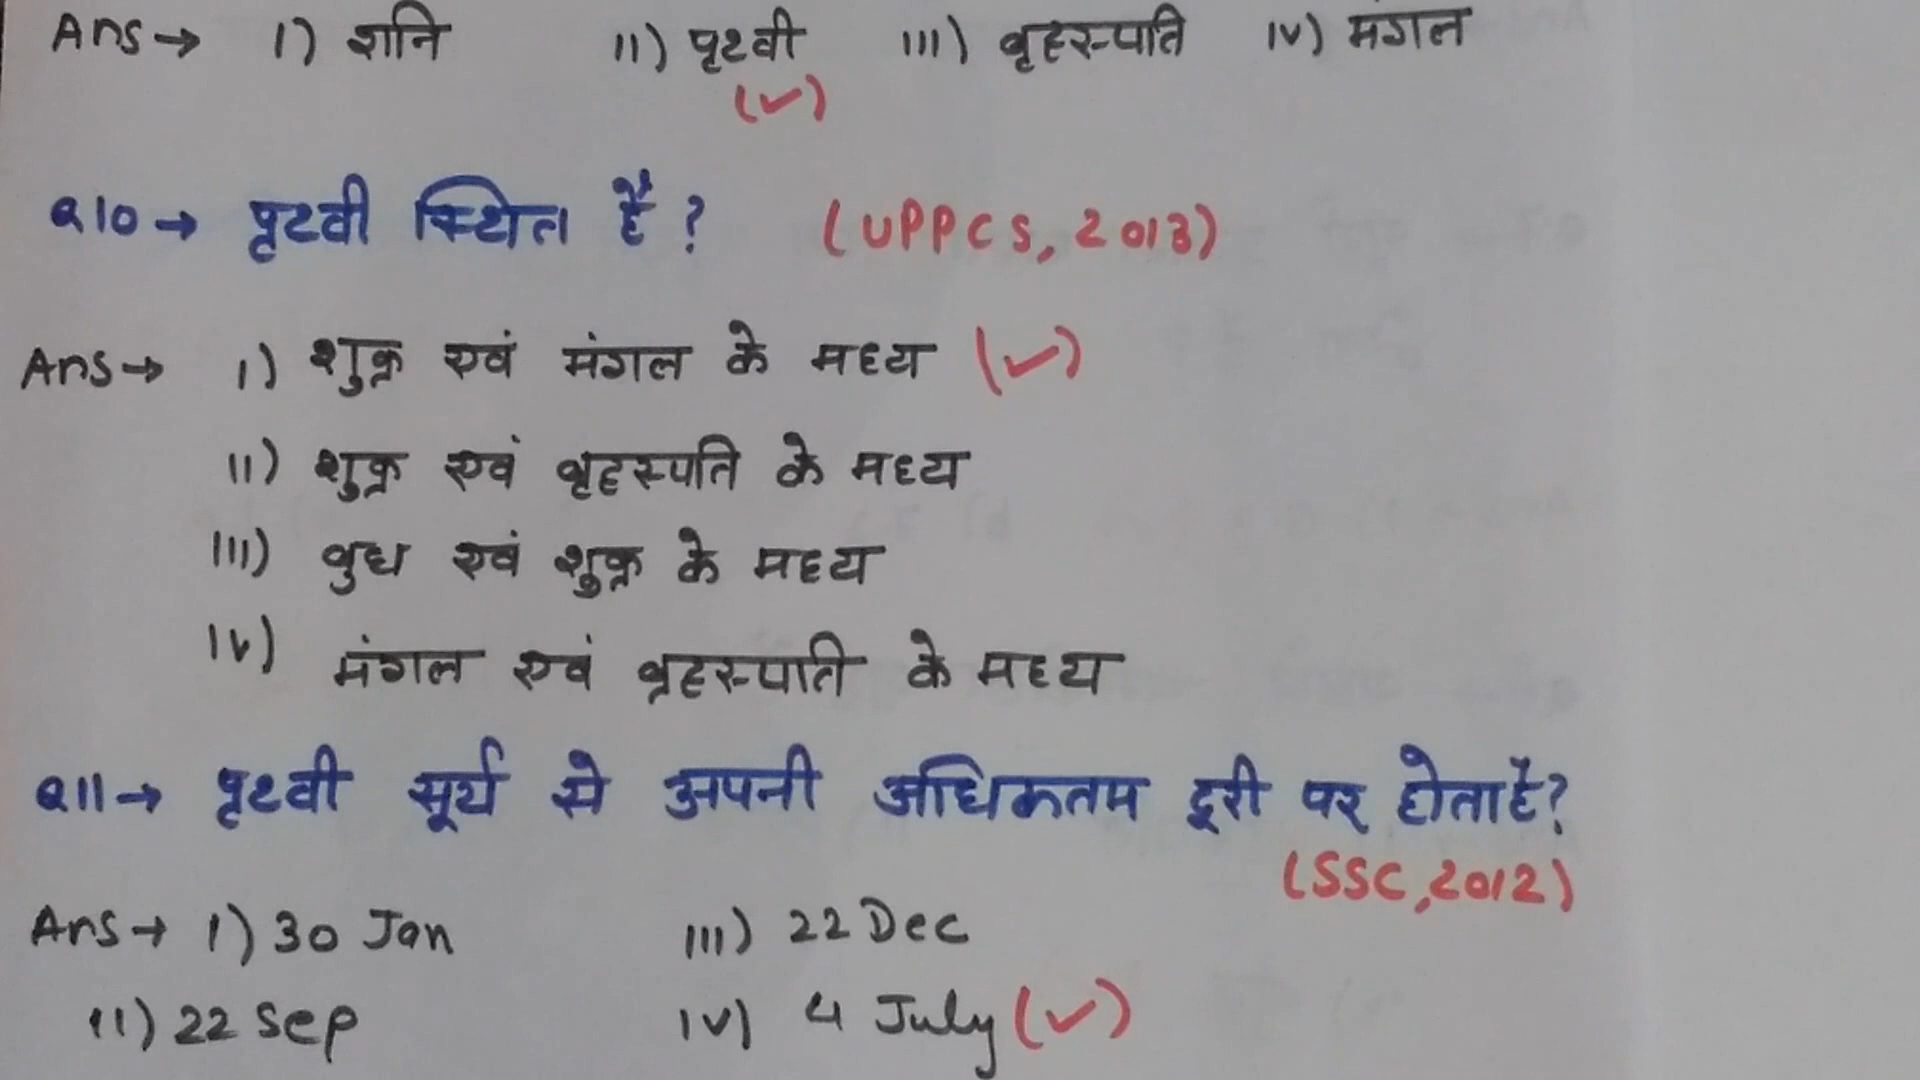 Ans→ I) शनि II) पृथ्वी III) बृहस्पति IV) मंगल
(✓)
Q10→ पृथ्वी स्थित है ? (UPPCS, 2013)
Ans→ I) शुक्र एवं मंगल के मध्य (✓)
II) शुक्र एवं बृहस्पति के मध्य
III) बुध एवं शुक्र के मध्य
IV) मंगल एवं बृहस्पति के मध्य
Q11→ पृथ्वी सूर्य से अपनी अधिकतम दूरी पर होता है?
(SSC, 2012)
Ans→ I) 30 Jan III) 22 Dec
II) 22 Sep IV) 4 July (✓)